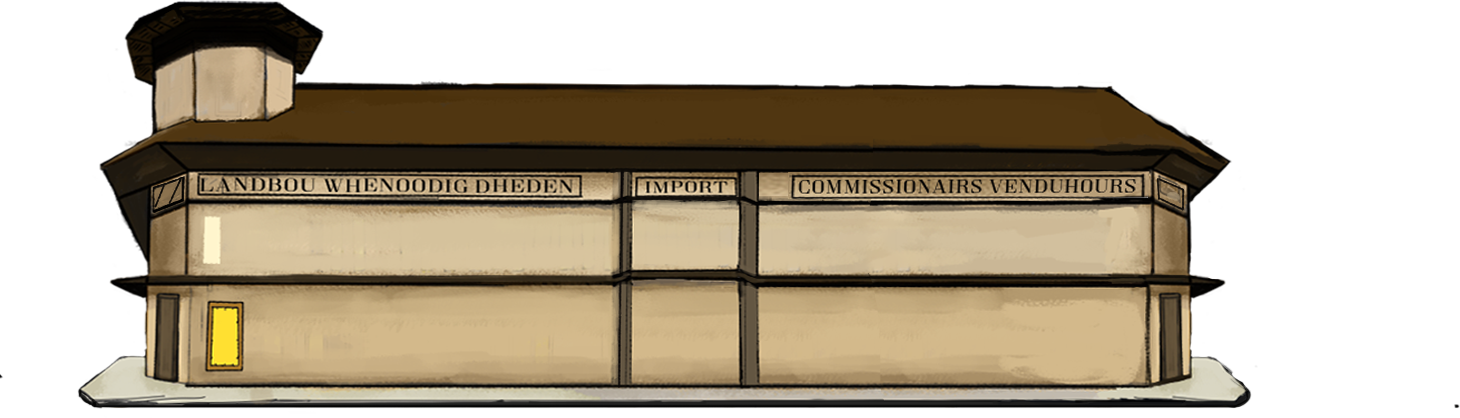 LANDBOU WHENOODIG DHEDEN
IMPORT
COMMISSIONAIRS VENDUHOURS